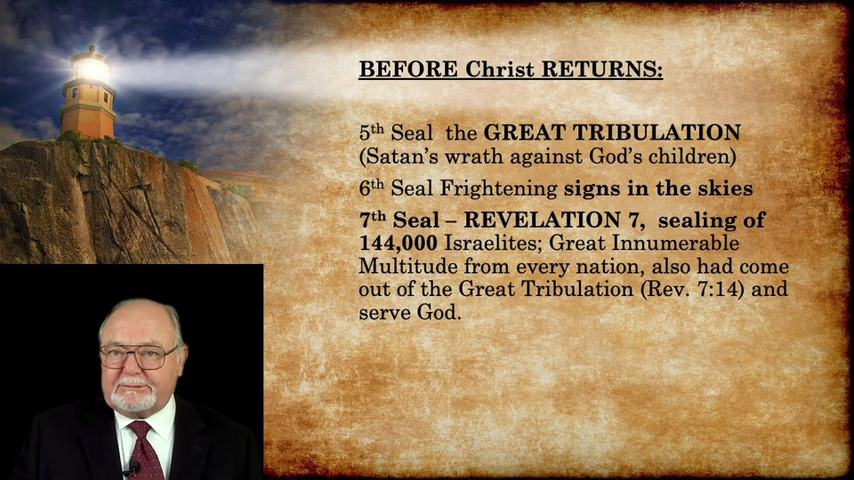 BEFORE Christ RETURNS:
5th Seal the GREAT TRIBULATION
(Satan's wrath against God's children)
6th Seal Frightening signs in the skies
7th Seal – REVELATION 7, sealing of
144,000 Israelites; Great Innumerable
Multitude from every nation, also had come
out of the Great Tribulation (Rev. 7:14) and
serve God.